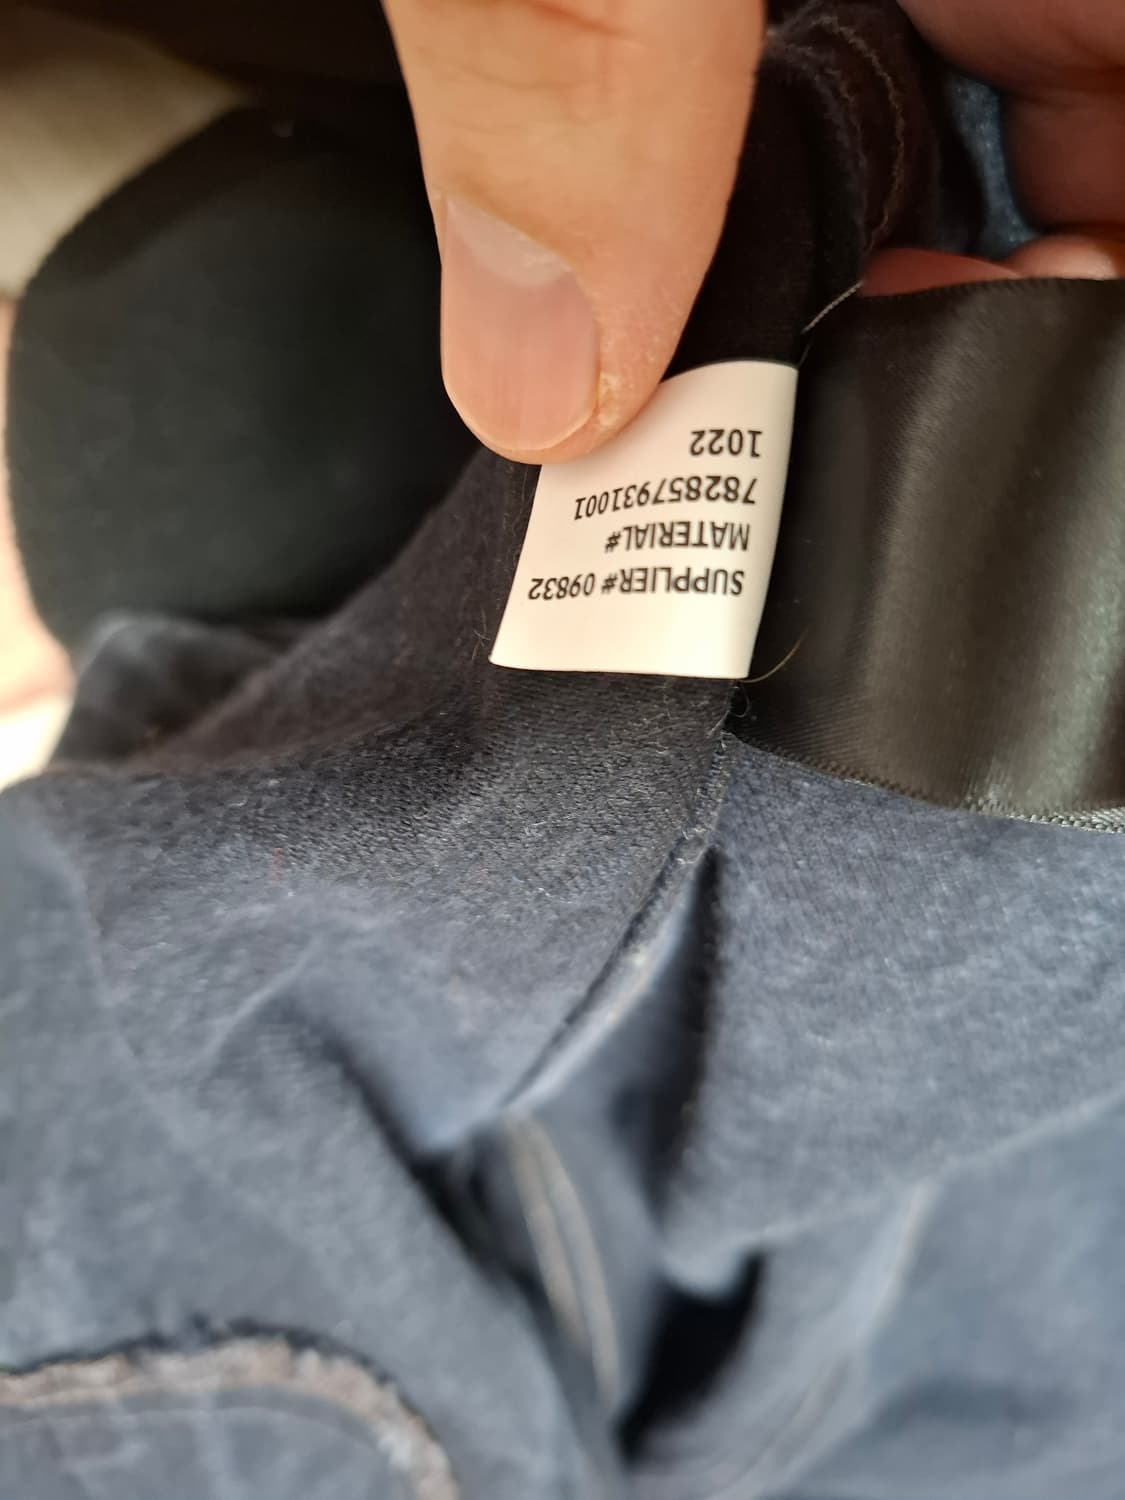 SUPPLIER# 09832
MATERIAL#
782857931001
1022